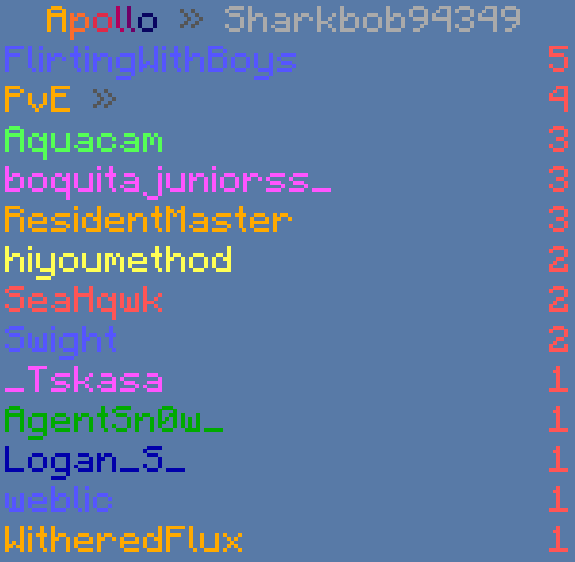 Apollo » Sharkbob94349
FlirtingWithBoys 5
PvE » 4
Aquacam 3
boquita_juniorss_ 3
ResidentMaster 3
hiyoumethod 2
SeaHqwk 2
Swight 2
_Tskasa 1
AgentSn0w_ 1
Logan_S_ 1
weblic 1
WitheredFlux 1